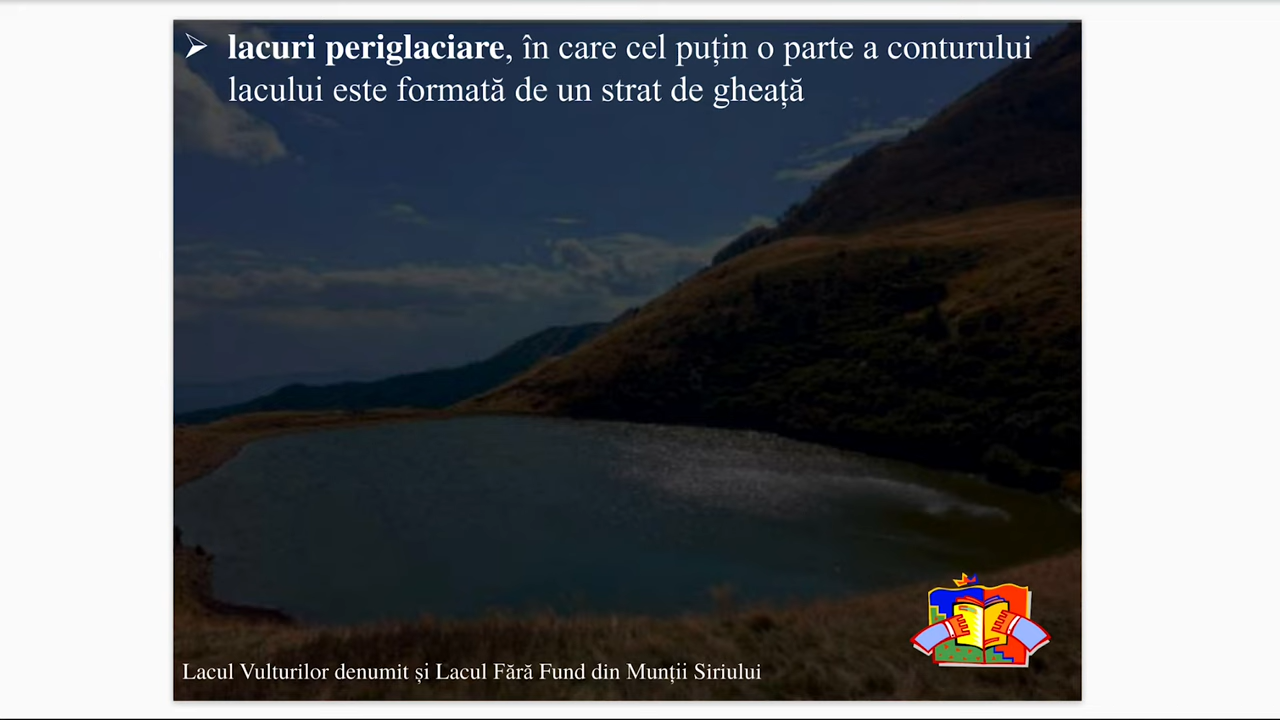 lacuri periglaciare, în care cel puțin o parte a conturului
lacului este formată de un strat de gheață
Lacul Vulturilor denumit și Lacul Fără Fund din Munții Siriului